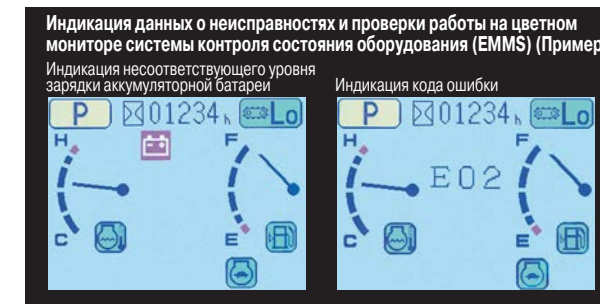 Индикация данных о неисправностях и проверки работы на цветном
мониторе системы контроля состояния оборудования (EMMS) (Пример
Индикация несоответствующего уровня
зарядки аккумуляторной батареи
Индикация кода ошибки
P 01234 h Lo
H F
C E
P 01234 h Lo
H F
E02
C E